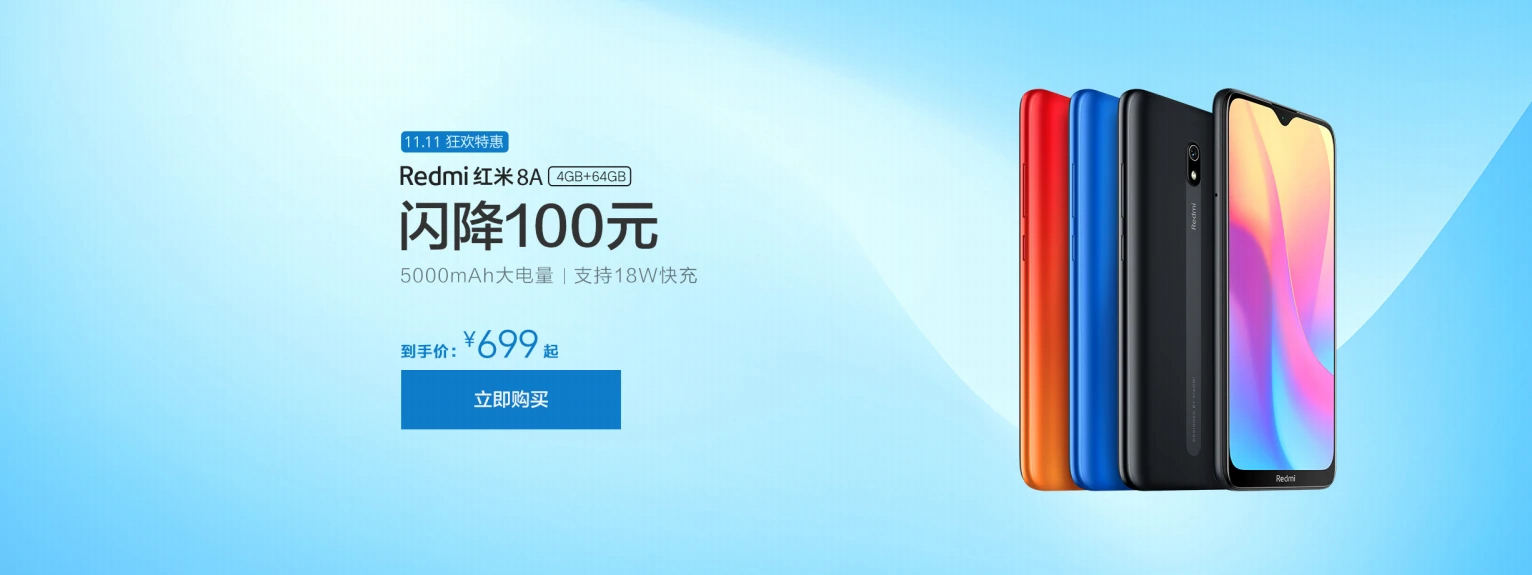 11.11 狂欢特惠
Redmi 红米 8A 4GB+64GB
闪降100元
5000mAh大电量 | 支持18W快充
到手价：¥699 起
立即购买
Redmi
Redmi